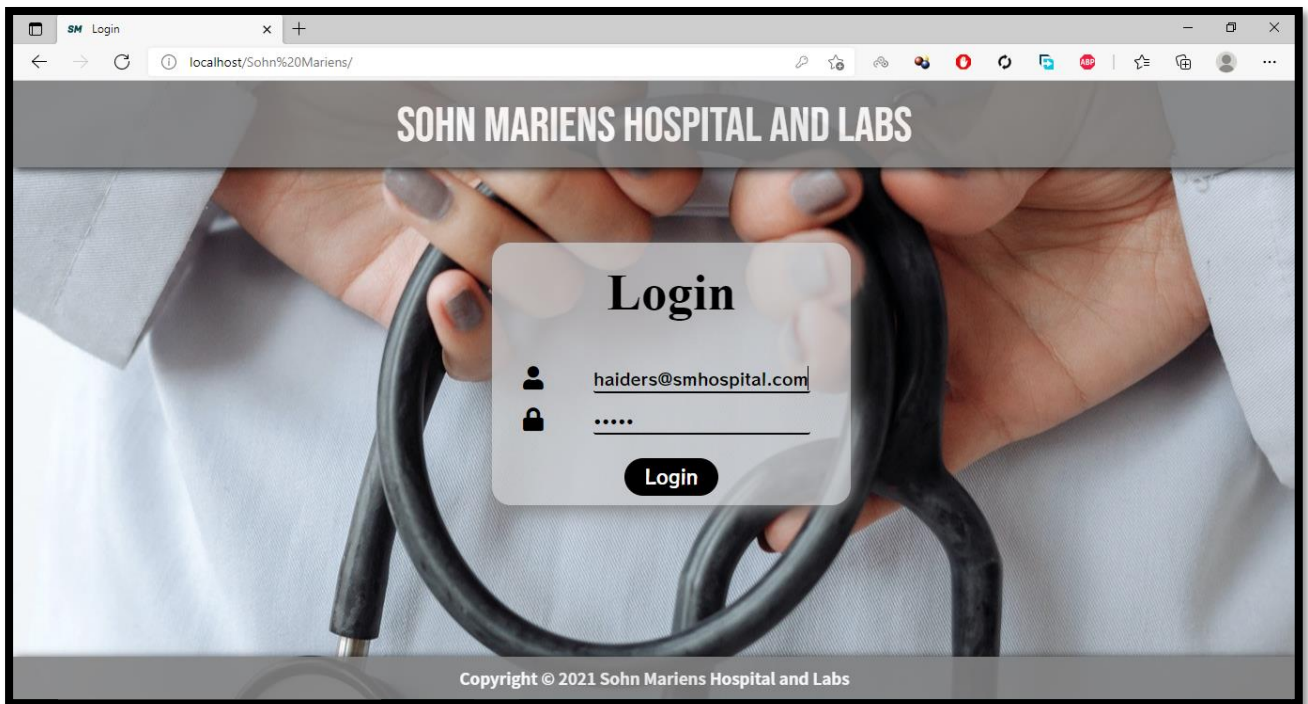 SM Login
localhost/Sohn%20Mariens/
ABP
SOHN MARIENS HOSPITAL AND LABS
Login
haiders@smhospital.com
•••••
Login
Copyright © 2021 Sohn Mariens Hospital and Labs